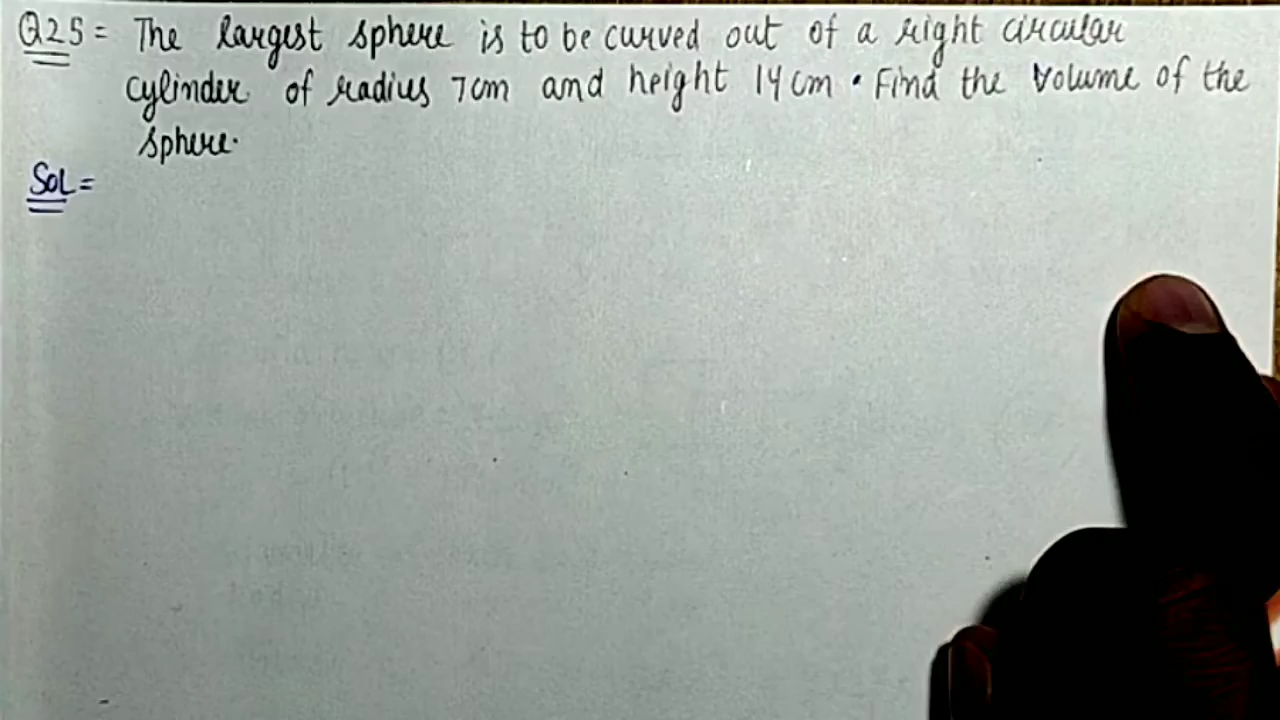 Q25= The largest sphere is to be curved out of a right circular
cylinder of radius 7cm and height 14cm. Find the volume of the
sphere.
Sol=